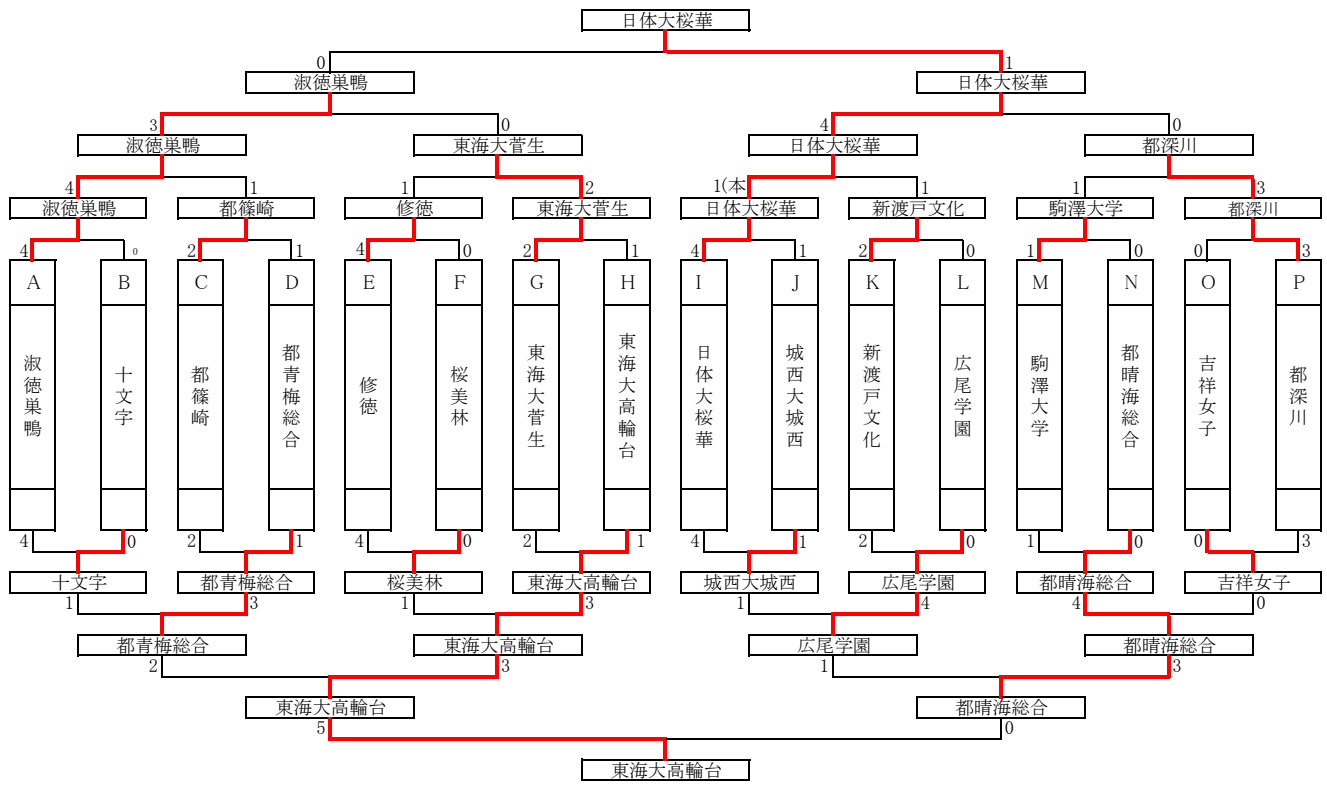 日体大桜華
0 1
淑徳巣鴨 日体大桜華
3 0 4 0
淑徳巣鴨 東海大菅生 日体大桜華 都深川
4 1 1 2 1(本 1 1 3
淑徳巣鴨 都篠崎 修徳 東海大菅生 日体大桜華 新渡戸文化 駒澤大学 都深川
4 0 2 1 4 0 2 1 4 1 2 0 1 0 0 3
A B C D E F G H I J K L M N O P
淑徳巣鴨
十文字
都篠崎
都青梅総合
修徳
桜美林
東海大菅生
東海大高輪台
日体大桜華
城西大城西
新渡戸文化
広尾学園
駒澤大学
都晴海総合
吉祥女子
都深川
4 0 2 1 4 0 2 1 4 1 2 0 1 0 0 3
十文字 都青梅総合 桜美林 東海大高輪台 城西大城西 広尾学園 都晴海総合 吉祥女子
1 3 1 3 1 4 4 0
都青梅総合 東海大高輪台 広尾学園 都晴海総合
2 3 1 3
東海大高輪台 都晴海総合
5 0
東海大高輪台